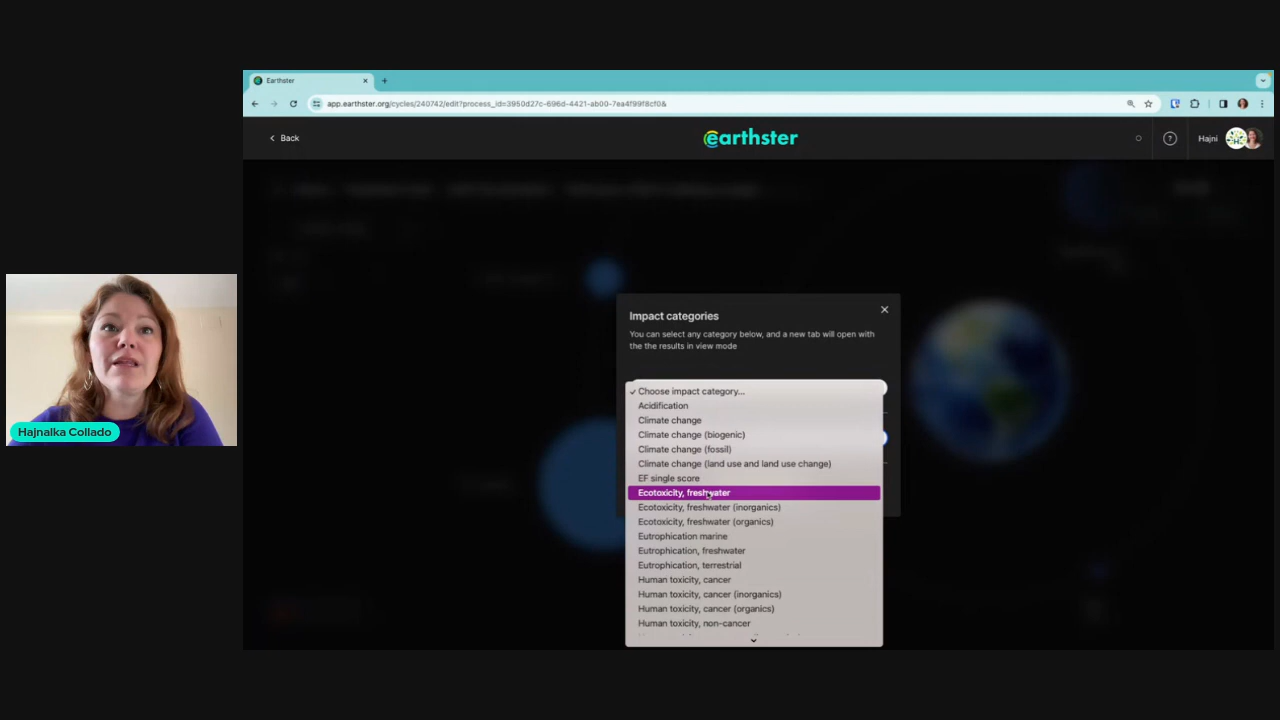 Earthster
app.earthster.org/cycles/240742/edit?process_id=3950d27c-696d-4421-ab00-7ea4f99f8cf0&
Back
earthster
Hajni
Impact categories
You can select any category below, and a new tab will open with
the the results in view mode
Choose impact category...
Acidification
Climate change
Climate change (biogenic)
Climate change (fossil)
Climate change (land use and land use change)
EF single score
Ecotoxicity, freshwater
Ecotoxicity, freshwater (inorganics)
Ecotoxicity, freshwater (organics)
Eutrophication marine
Eutrophication, freshwater
Eutrophication, terrestrial
Human toxicity, cancer
Human toxicity, cancer (inorganics)
Human toxicity, cancer (organics)
Human toxicity, non-cancer
Hajnalka Collado